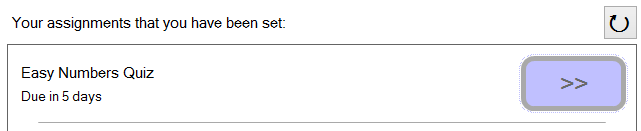 Your assignments that you have been set:
Easy Numbers Quiz
Due in 5 days
>>